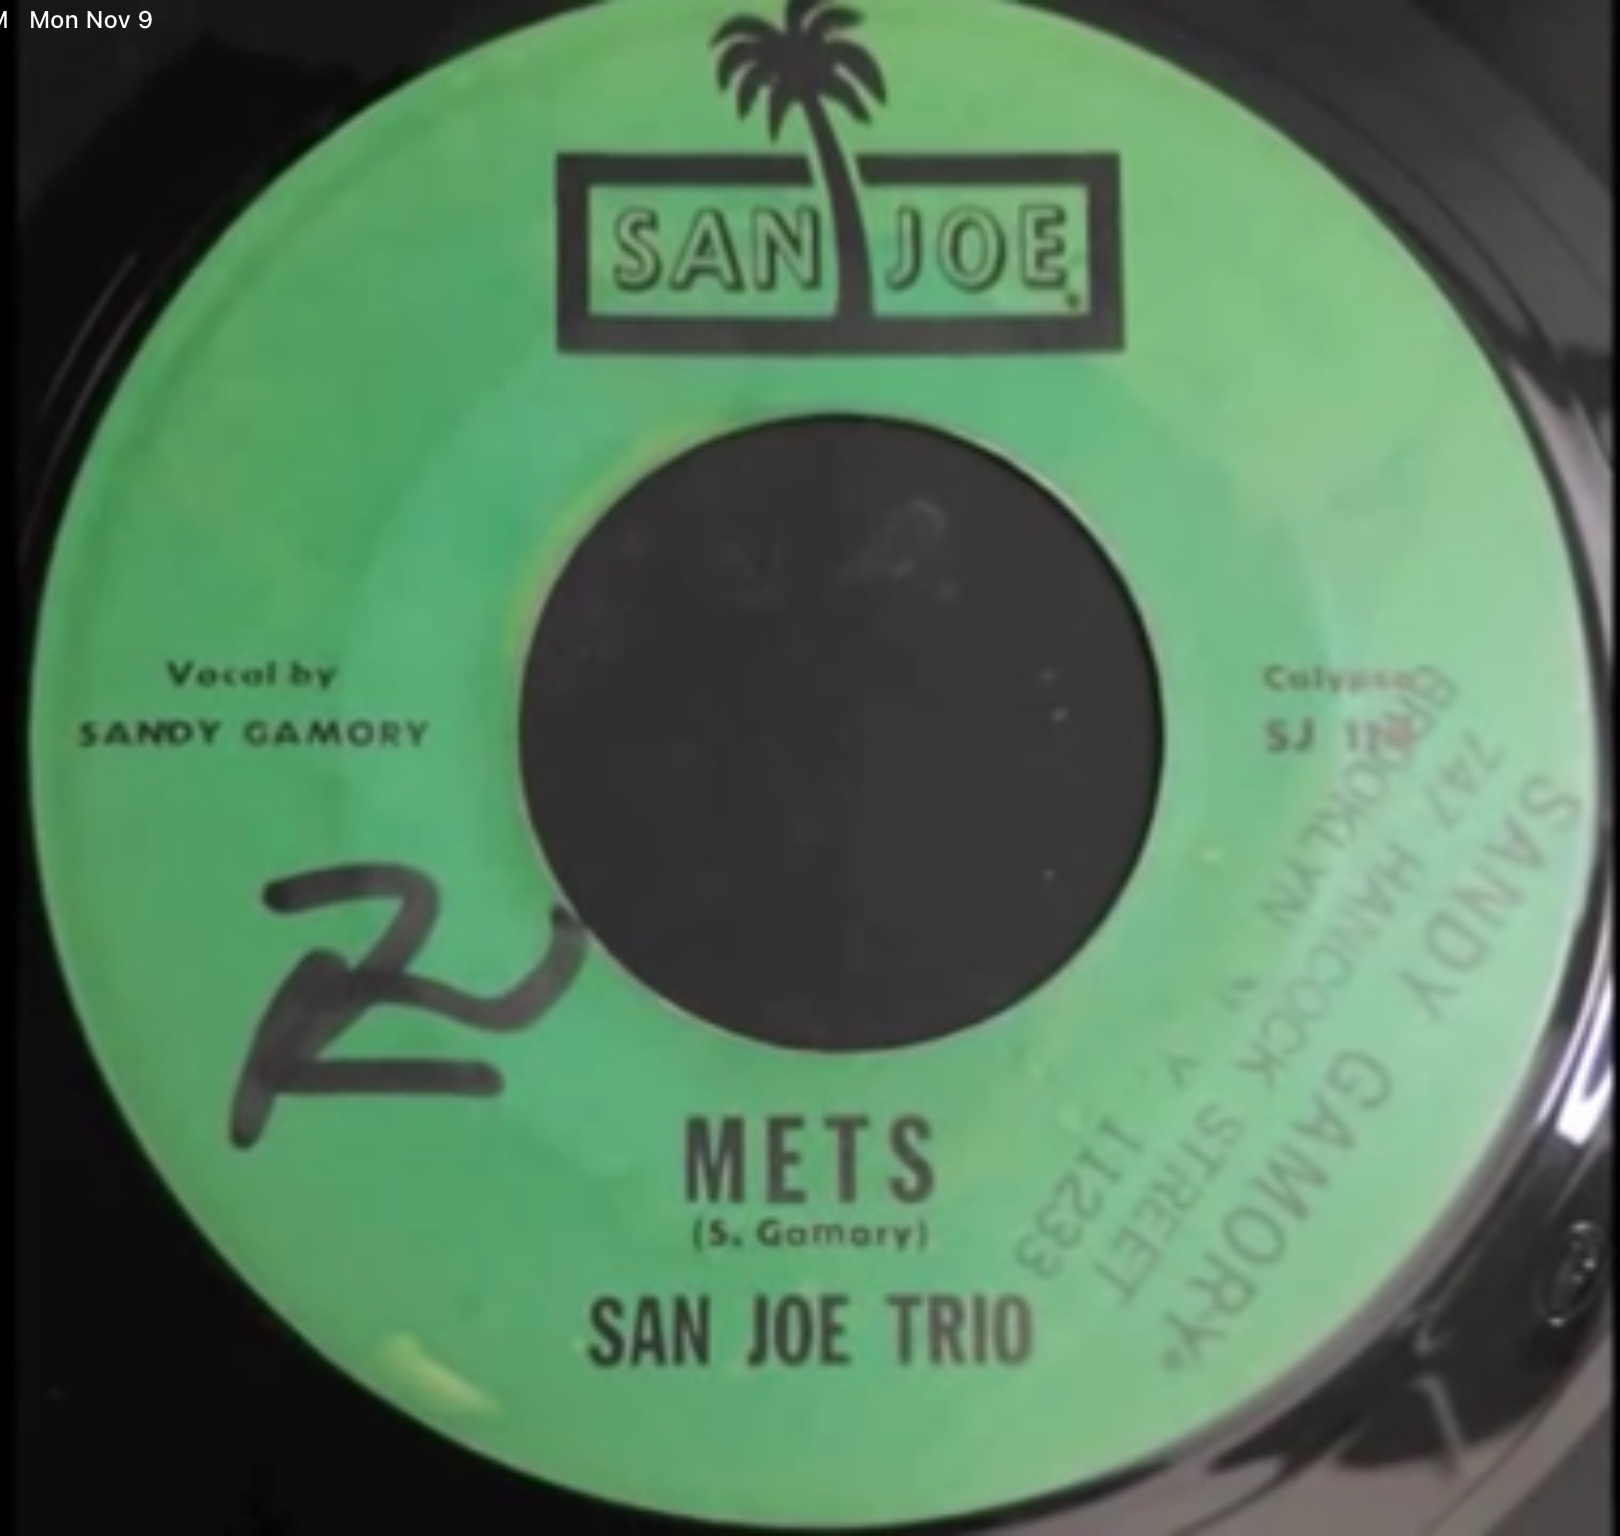 Mon Nov 9
SAN JOE
Vocal by
SANDY GAMORY
Calypso
SJ
2
METS
(S. Gamory)
SAN JOE TRIO
SANDY GAMORY
747 HANCOCK STREET
BROOKLYN Y. 11233